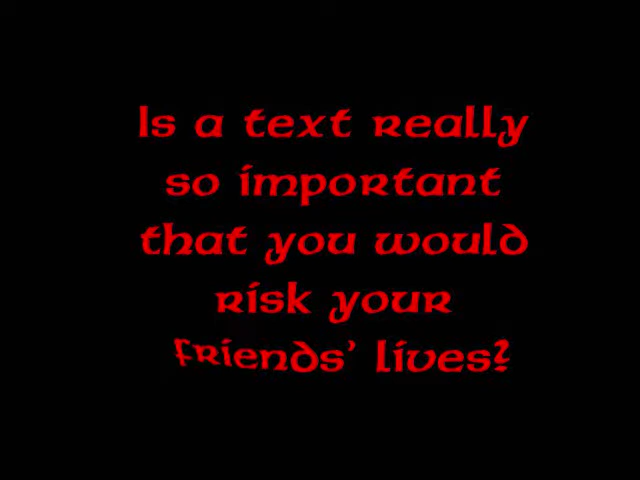 Is a text really
so important
that you would
risk your
friends' lives?